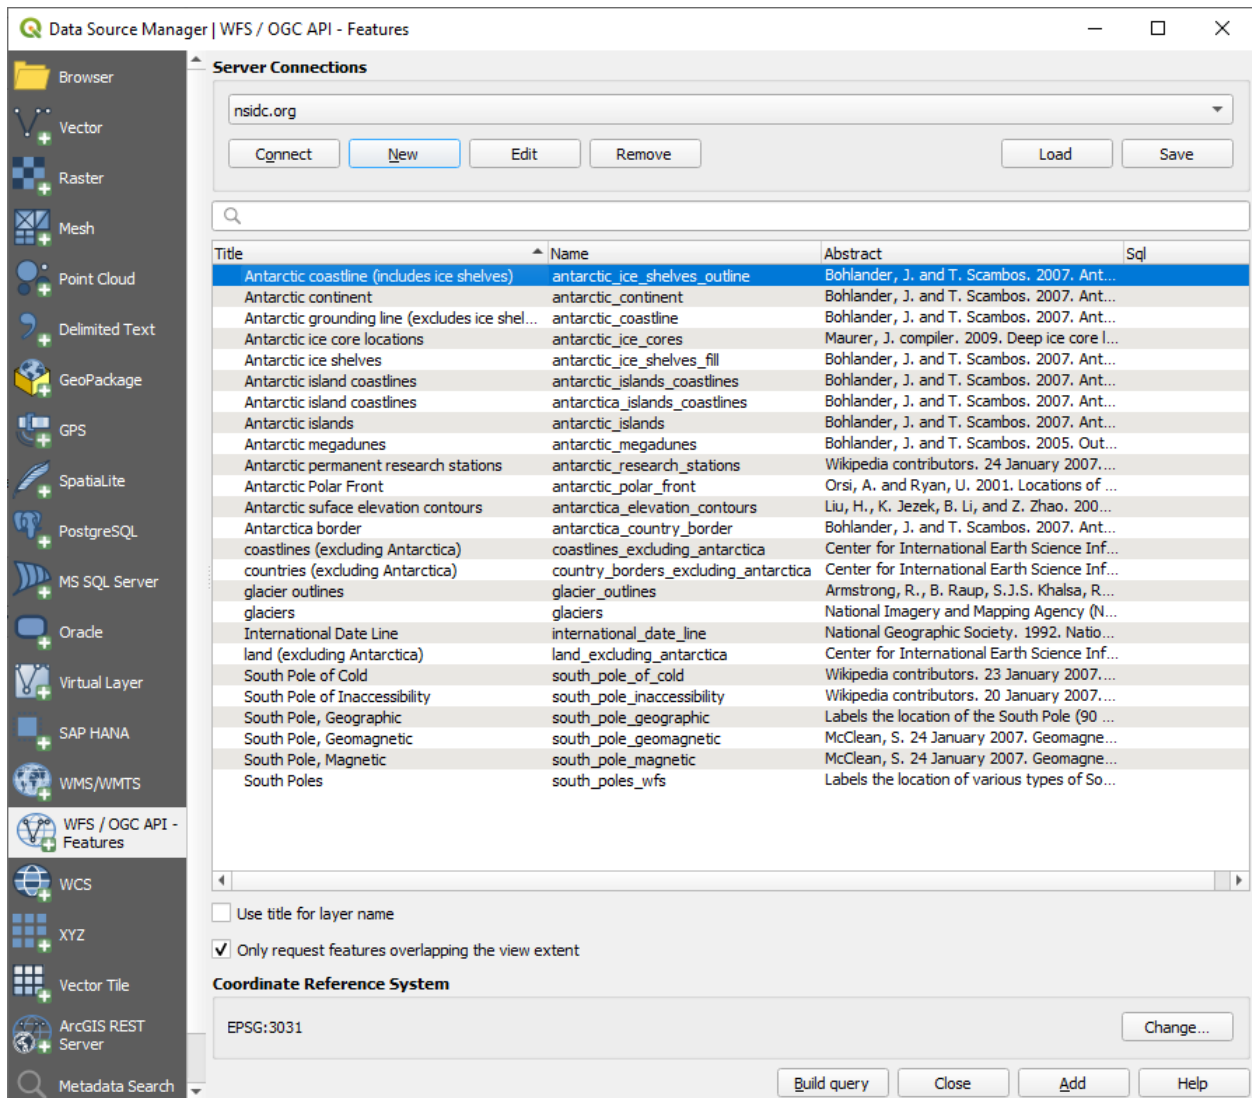 Data Source Manager | WFS / OGC API - Features
Browser
Vector
Raster
Mesh
Point Cloud
Delimited Text
GeoPackage
GPS
SpatiaLite
PostgreSQL
MS SQL Server
Oracle
Virtual Layer
SAP HANA
WMS/WMTS
WFS / OGC API -
Features
WCS
XYZ
Vector Tile
ArcGIS REST
Server
Metadata Search
Server Connections
nsidc.org
Connect New Edit Remove Load Save
Title Name Abstract Sql
Antarctic coastline (includes ice shelves) antarctic_ice_shelves_outline Bohlander, J. and T. Scambos. 2007. Ant...
Antarctic continent antarctic_continent Bohlander, J. and T. Scambos. 2007. Ant...
Antarctic grounding line (excludes ice shel... antarctic_coastline Bohlander, J. and T. Scambos. 2007. Ant...
Antarctic ice core locations antarctic_ice_cores Maurer, J. compiler. 2009. Deep ice core l...
Antarctic ice shelves antarctic_ice_shelves_fill Bohlander, J. and T. Scambos. 2007. Ant...
Antarctic island coastlines antarctic_islands_coastlines Bohlander, J. and T. Scambos. 2007. Ant...
Antarctic island coastlines antarctica_islands_coastlines Bohlander, J. and T. Scambos. 2007. Ant...
Antarctic islands antarctic_islands Bohlander, J. and T. Scambos. 2007. Ant...
Antarctic megadunes antarctic_megadunes Bohlander, J. and T. Scambos. 2005. Out...
Antarctic permanent research stations antarctic_research_stations Wikipedia contributors. 24 January 2007....
Antarctic Polar Front antarctic_polar_front Orsi, A. and Ryan, U. 2001. Locations of ...
Antarctic suface elevation contours antarctica_elevation_contours Liu, H., K. Jezek, B. Li, and Z. Zhao. 200...
Antarctica border antarctica_country_border Bohlander, J. and T. Scambos. 2007. Ant...
coastlines (excluding Antarctica) coastlines_excluding_antarctica Center for International Earth Science Inf...
countries (excluding Antarctica) country_borders_excluding_antarctica Center for International Earth Science Inf...
glacier outlines glacier_outlines Armstrong, R., B. Raup, S.J.S. Khalsa, R...
glaciers glaciers National Imagery and Mapping Agency (N...
International Date Line international_date_line National Geographic Society. 1992. Natio...
land (excluding Antarctica) land_excluding_antarctica Center for International Earth Science Inf...
South Pole of Cold south_pole_of_cold Wikipedia contributors. 23 January 2007....
South Pole of Inaccessibility south_pole_inaccessibility Wikipedia contributors. 20 January 2007....
South Pole, Geographic south_pole_geographic Labels the location of the South Pole (90 ...
South Pole, Geomagnetic south_pole_geomagnetic McClean, S. 24 January 2007. Geomagne...
South Pole, Magnetic south_pole_magnetic McClean, S. 24 January 2007. Geomagne...
South Poles south_poles_wfs Labels the location of various types of So...
Use title for layer name
Only request features overlapping the view extent
Coordinate Reference System
EPSG:3031 Change...
Build query Close Add Help